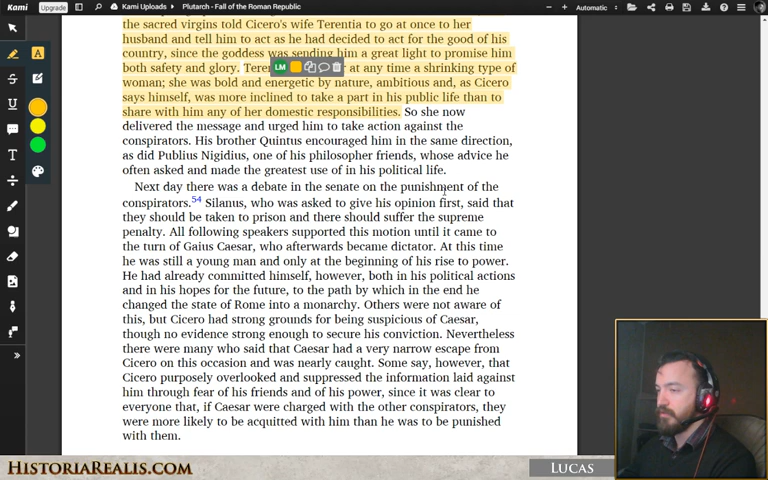 Kami
Upgrade
Kami Uploads > Plutarch - Fall of the Roman Republic
Automatic
the sacred virgins told Cicero's wife Terentia to go at once to her
husband and tell him to act as he had decided to act for the good of his
country, since the goddess was sending him a great light to promise him
both safety and glory. at any time a shrinking type of
LM
woman; she was bold and energetic by nature, ambitious and, as Cicero
says himself, was more inclined to take a part in his public life than to
share with him any of her domestic responsibilities. So she now
delivered the message and urged him to take action against the
conspirators. His brother Quintus encouraged him in the same direction,
as did Publius Nigidius, one of his philosopher friends, whose advice he
often asked and made the greatest use of in his political life.
Next day there was a debate in the senate on the punishment of the
conspirators.54 Silanus, who was asked to give his opinion first, said that
they should be taken to prison and there should suffer the supreme
penalty. All following speakers supported this motion until it came to
the turn of Gaius Caesar, who afterwards became dictator. At this time
he was still a young man and only at the beginning of his rise to power.
He had already committed himself, however, both in his political actions
and in his hopes for the future, to the path by which in the end he
changed the state of Rome into a monarchy. Others were not aware of
this, but Cicero had strong grounds for being suspicious of Caesar,
though no evidence strong enough to secure his conviction. Nevertheless
there were many who said that Caesar had a very narrow escape from
Cicero on this occasion and was nearly caught. Some say, however, that
Cicero purposely overlooked and suppressed the information laid against
him through fear of his friends and of his power, since it was clear to
everyone that, if Caesar were charged with the other conspirators, they
were more likely to be acquitted with him than he was to be punished
with them.
HISTORIAREALIS.COM
LUCAS